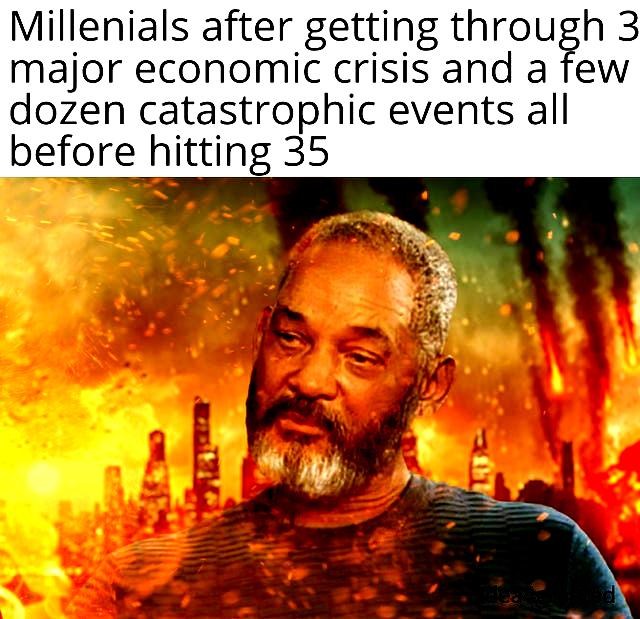 Millenials after getting through 3
major economic crisis and a few
dozen catastrophic events all
before hitting 35